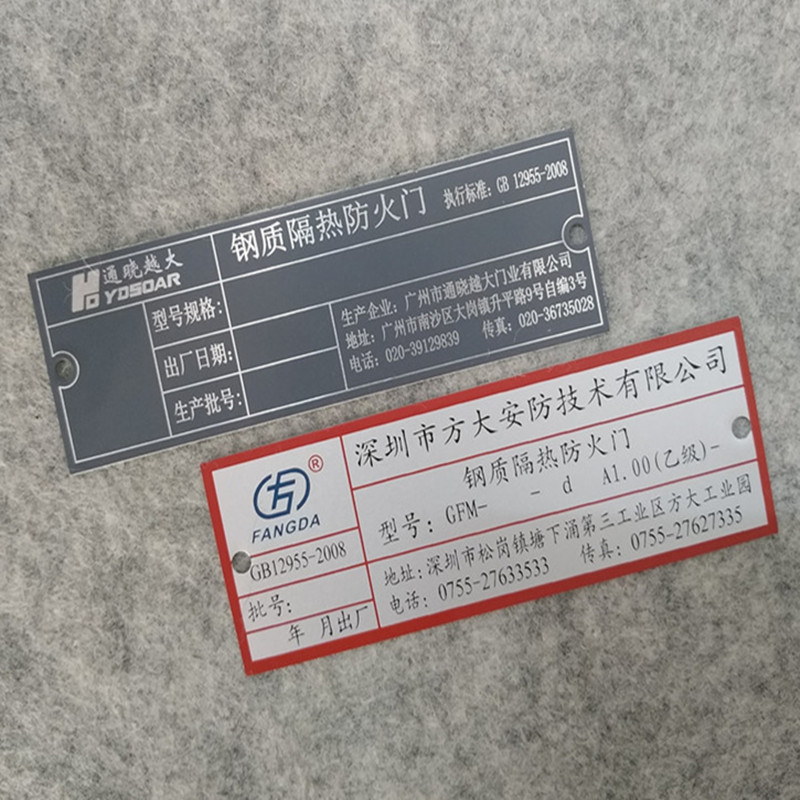 通晓越大
YDSOAR
钢质隔热防火门 执行标准: GB 12955-2008
型号规格:
出厂日期:
生产批号:
生产企业: 广州市通晓越大门业有限公司
地址: 广州市南沙区大岗镇升平路9号自编3号
电话: 020-39129839 传真: 020-36735028
FANGDA
®
GB12955-2008
批号:
年 月出厂
深圳市方大安防技术有限公司
钢质隔热防火门
型号: GFM- - d A1.00(乙级)-
地址: 深圳市松岗镇塘下涌第三工业区方大工业园
电话: 0755-27633533 传真: 0755-27627335